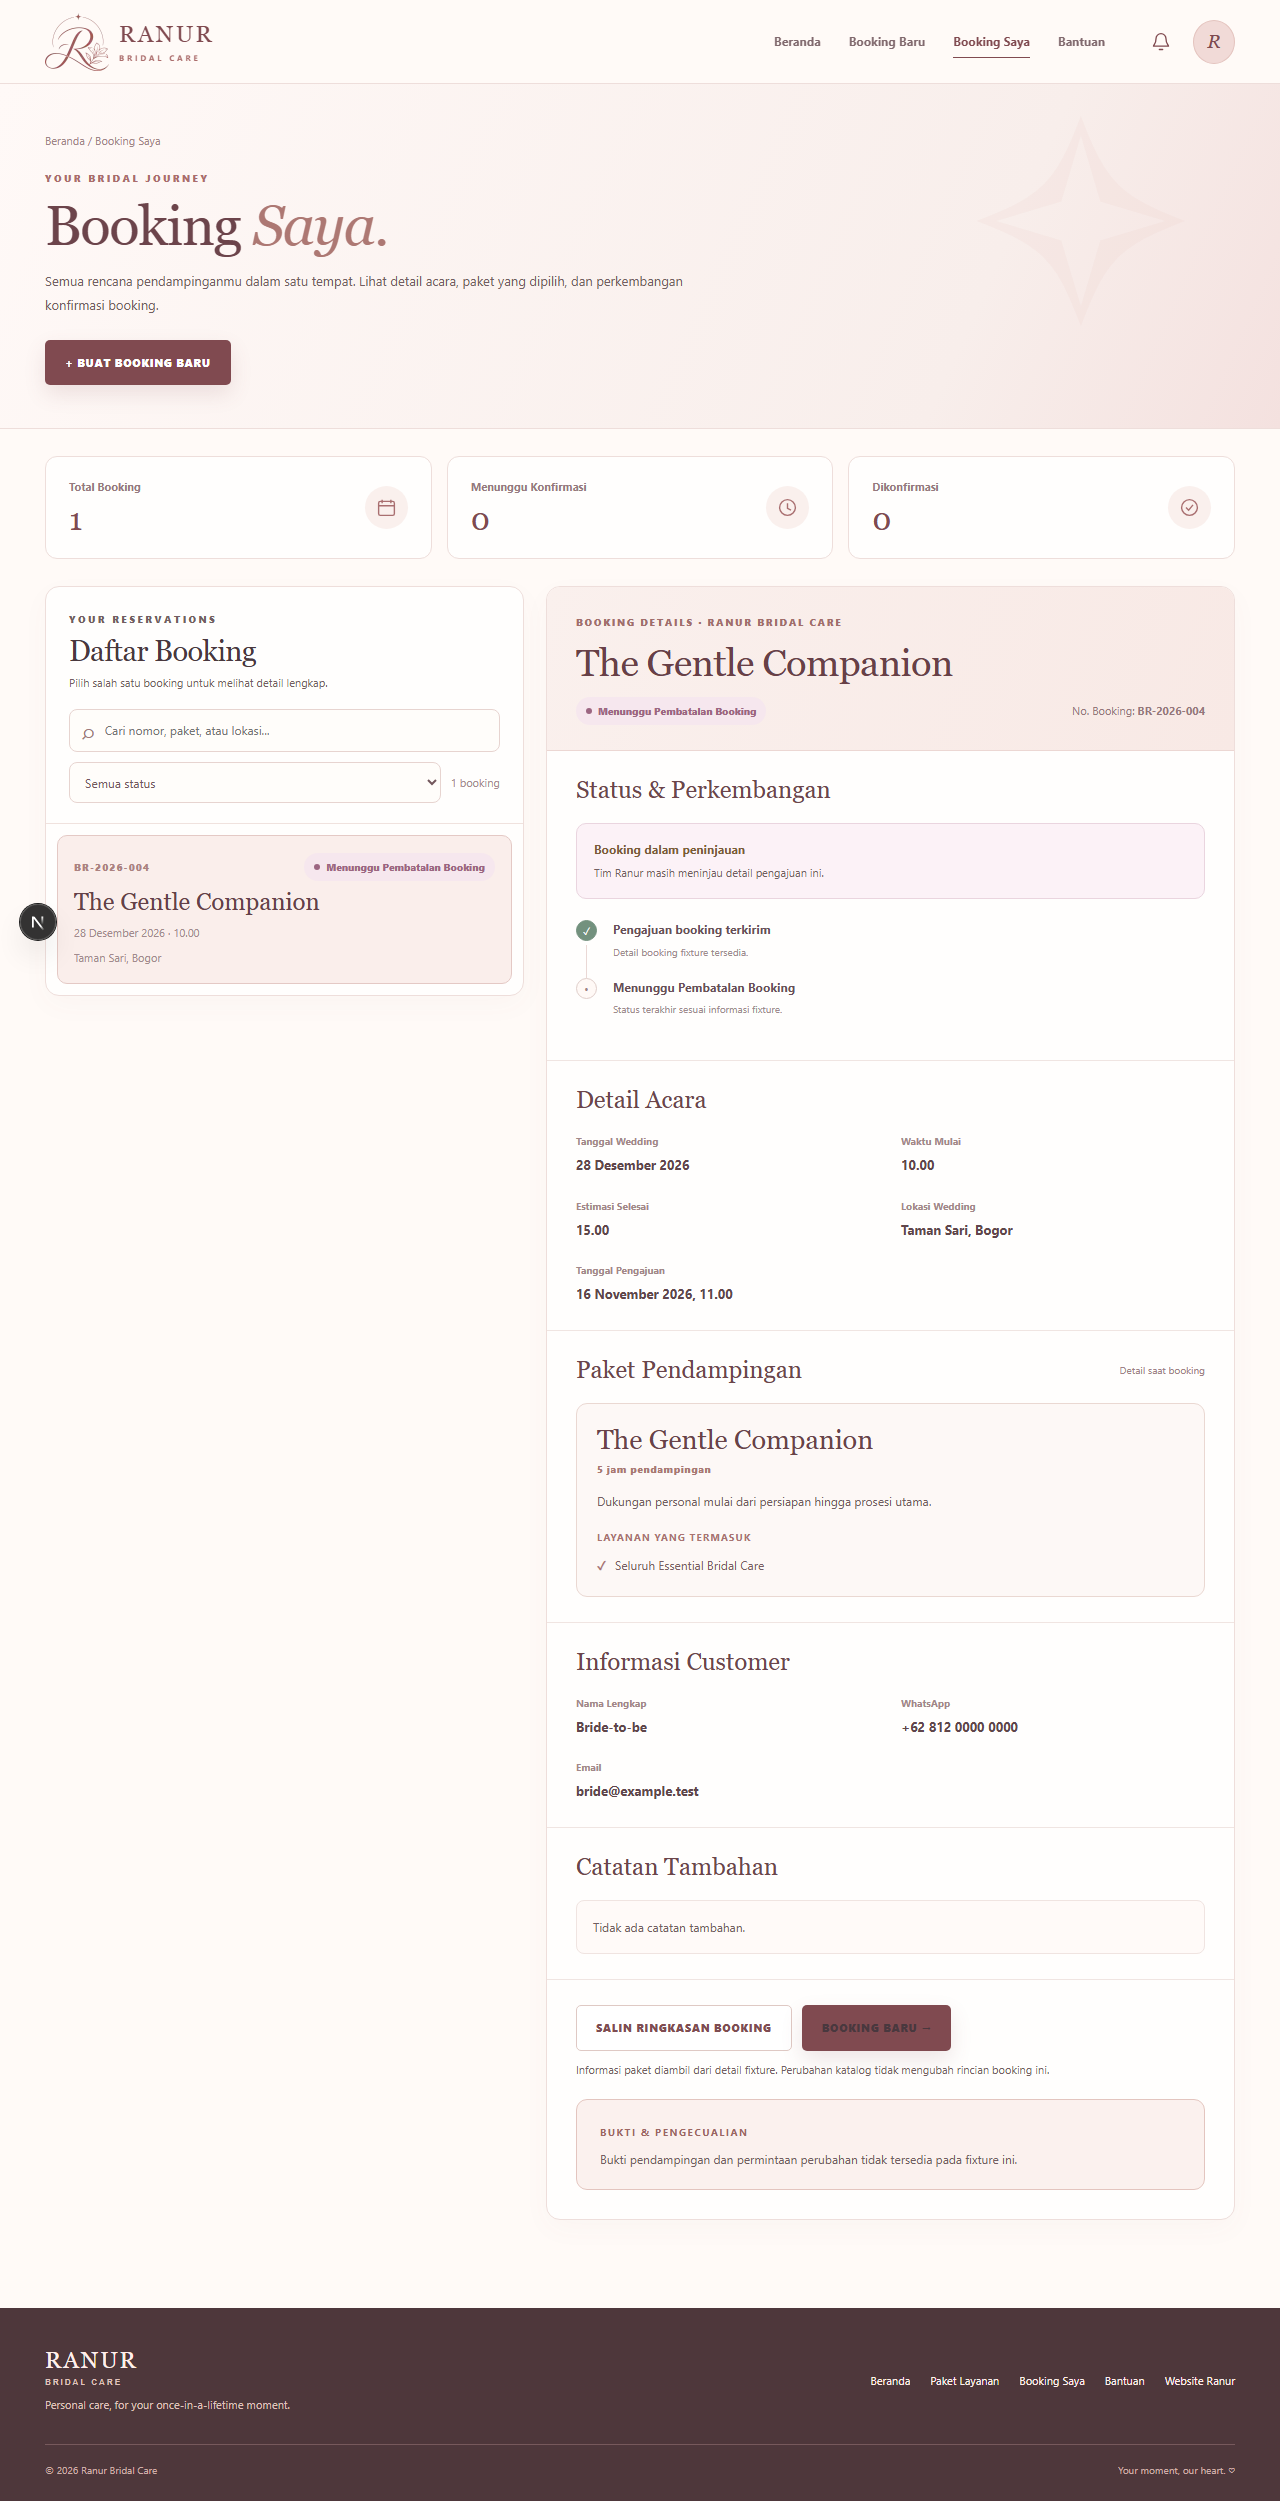 RANUR
BRIDAL CARE
Beranda
Booking Baru
Booking Saya
Bantuan
R
Beranda / Booking Saya
YOUR BRIDAL JOURNEY
Booking Saya.
Semua rencana pendampinganmu dalam satu tempat. Lihat detail acara, paket yang dipilih, dan perkembangan
konfirmasi booking.
+ BUAT BOOKING BARU
Total Booking
1
Menunggu Konfirmasi
0
Dikonfirmasi
0
YOUR RESERVATIONS
Daftar Booking
Pilih salah satu booking untuk melihat detail lengkap.
Cari nomor, paket, atau lokasi...
Semua status
1 booking
BR-2026-004
Menunggu Pembatalan Booking
The Gentle Companion
28 Desember 2026 · 10.00
Taman Sari, Bogor
N
BOOKING DETAILS · RANUR BRIDAL CARE
The Gentle Companion
Menunggu Pembatalan Booking
No. Booking: BR-2026-004
Status & Perkembangan
Booking dalam peninjauan
Tim Ranur masih meninjau detail pengajuan ini.
✓ Pengajuan booking terkirim
Detail booking fixture tersedia.
Menunggu Pembatalan Booking
Status terakhir sesuai informasi fixture.
Detail Acara
Tanggal Wedding
28 Desember 2026
Waktu Mulai
10.00
Estimasi Selesai
15.00
Lokasi Wedding
Taman Sari, Bogor
Tanggal Pengajuan
16 November 2026, 11.00
Paket Pendampingan
Detail saat booking
The Gentle Companion
5 jam pendampingan
Dukungan personal mulai dari persiapan hingga prosesi utama.
LAYANAN YANG TERMASUK
✓ Seluruh Essential Bridal Care
Informasi Customer
Nama Lengkap
Bride-to-be
WhatsApp
+62 812 0000 0000
Email
bride@example.test
Catatan Tambahan
Tidak ada catatan tambahan.
SALIN RINGKASAN BOOKING
BOOKING BARU →
Informasi paket diambil dari detail fixture. Perubahan katalog tidak mengubah rincian booking ini.
BUKTI & PENGECUALIAN
Bukti pendampingan dan permintaan perubahan tidak tersedia pada fixture ini.
RANUR
BRIDAL CARE
Personal care, for your once-in-a-lifetime moment.
Beranda
Paket Layanan
Booking Saya
Bantuan
Website Ranur
© 2026 Ranur Bridal Care
Your moment, our heart. ♡